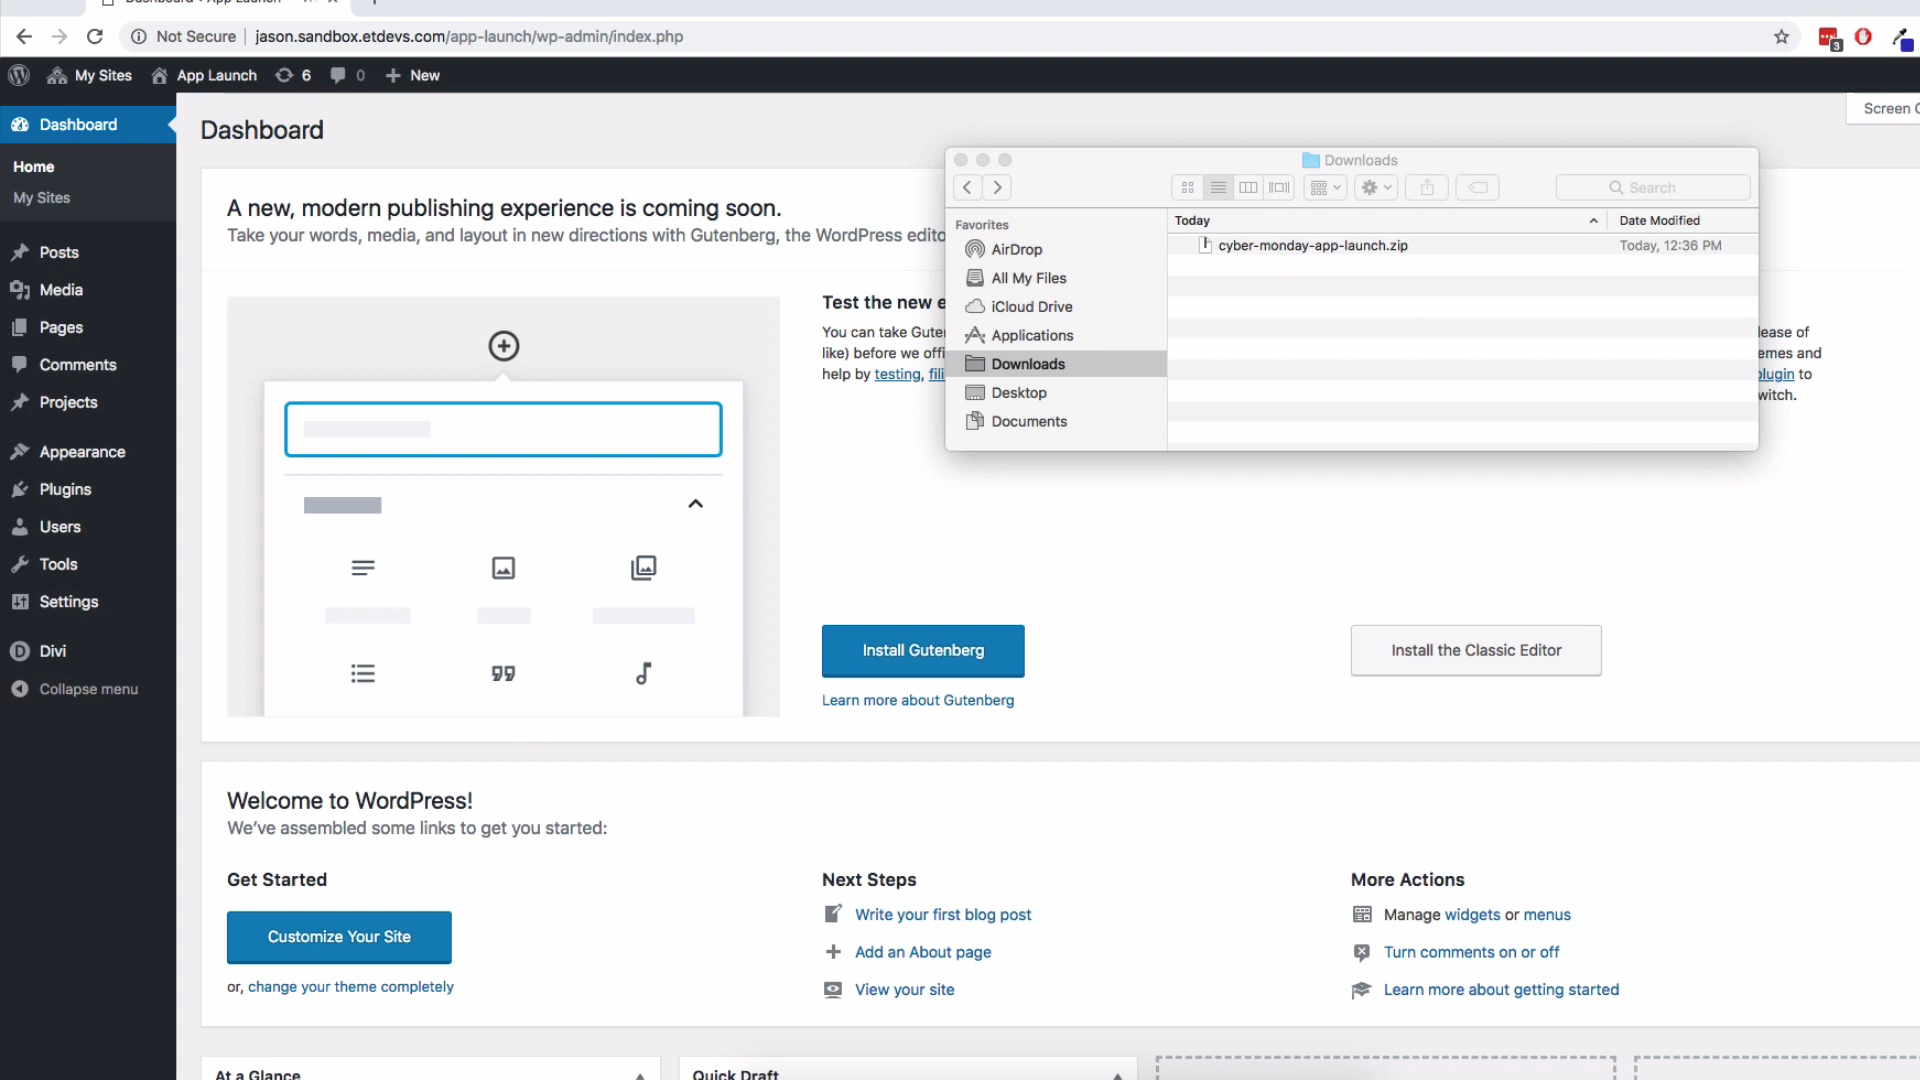 Dashboard ‹ App Launch
Not Secure
jason.sandbox.etdevs.com/app-launch/wp-admin/index.php
3
My Sites
App Launch
6
0
New
Dashboard
Home
My Sites
Posts
Media
Pages
Comments
Projects
Appearance
Plugins
Users
Tools
Settings
Divi
Collapse menu
Screen
Dashboard
A new, modern publishing experience is coming soon.
Take your words, media, and layout in new directions with Gutenberg, the WordPress edito
Test the new e
You can take Guten
like) before we offi
help by testing, fili
lease of
emes and
plugin to
witch.
Downloads
Search
Favorites
AirDrop
All My Files
iCloud Drive
Applications
Downloads
Desktop
Documents
Today
Date Modified
cyber-monday-app-launch.zip
Today, 12:36 PM
Install Gutenberg
Learn more about Gutenberg
Install the Classic Editor
Welcome to WordPress!
We've assembled some links to get you started:
Get Started
Customize Your Site
or, change your theme completely
Next Steps
Write your first blog post
Add an About page
View your site
More Actions
Manage widgets or menus
Turn comments on or off
Learn more about getting started
At a Glance
Quick Draft